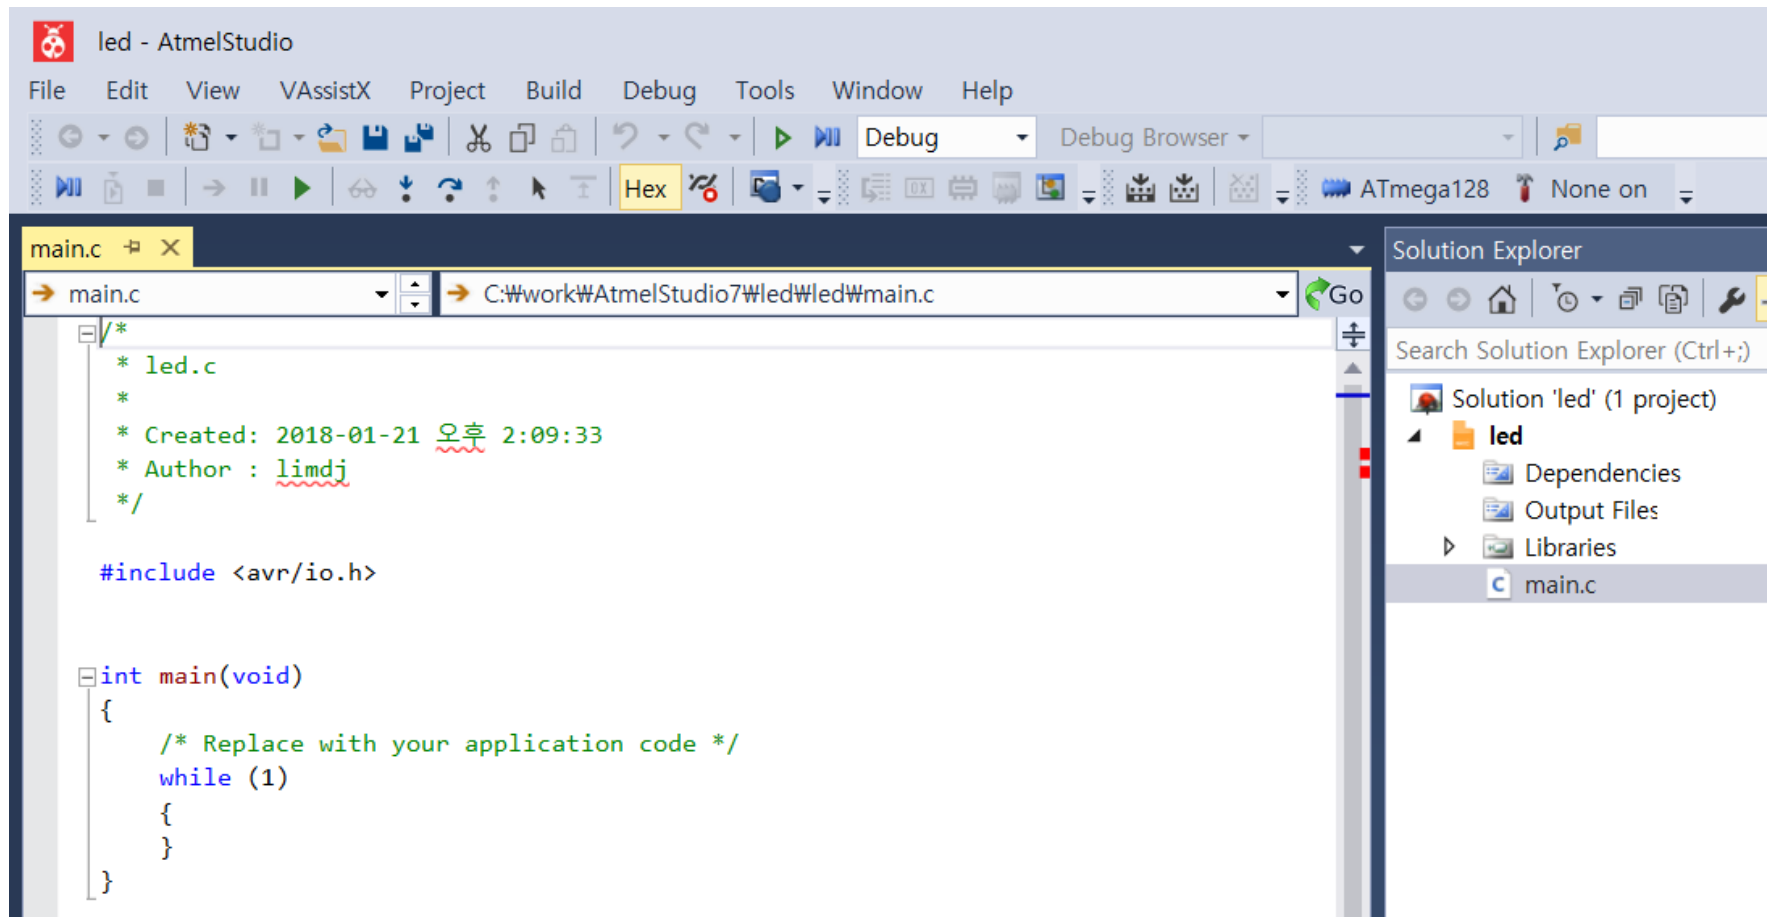 led - AtmelStudio
File Edit View VAssistX Project Build Debug Tools Window Help
Debug Debug Browser
Hex ATmega128 None on
main.c
main.c C:₩work₩AtmelStudio7₩led₩led₩main.c Go
/*
* led.c
*
* Created: 2018-01-21 오후 2:09:33
* Author : limdj
*/
#include <avr/io.h>
int main(void)
{
/* Replace with your application code */
while (1)
{
}
}
Solution Explorer
Search Solution Explorer (Ctrl+;)
Solution 'led' (1 project)
led
Dependencies
Output Files
Libraries
main.c